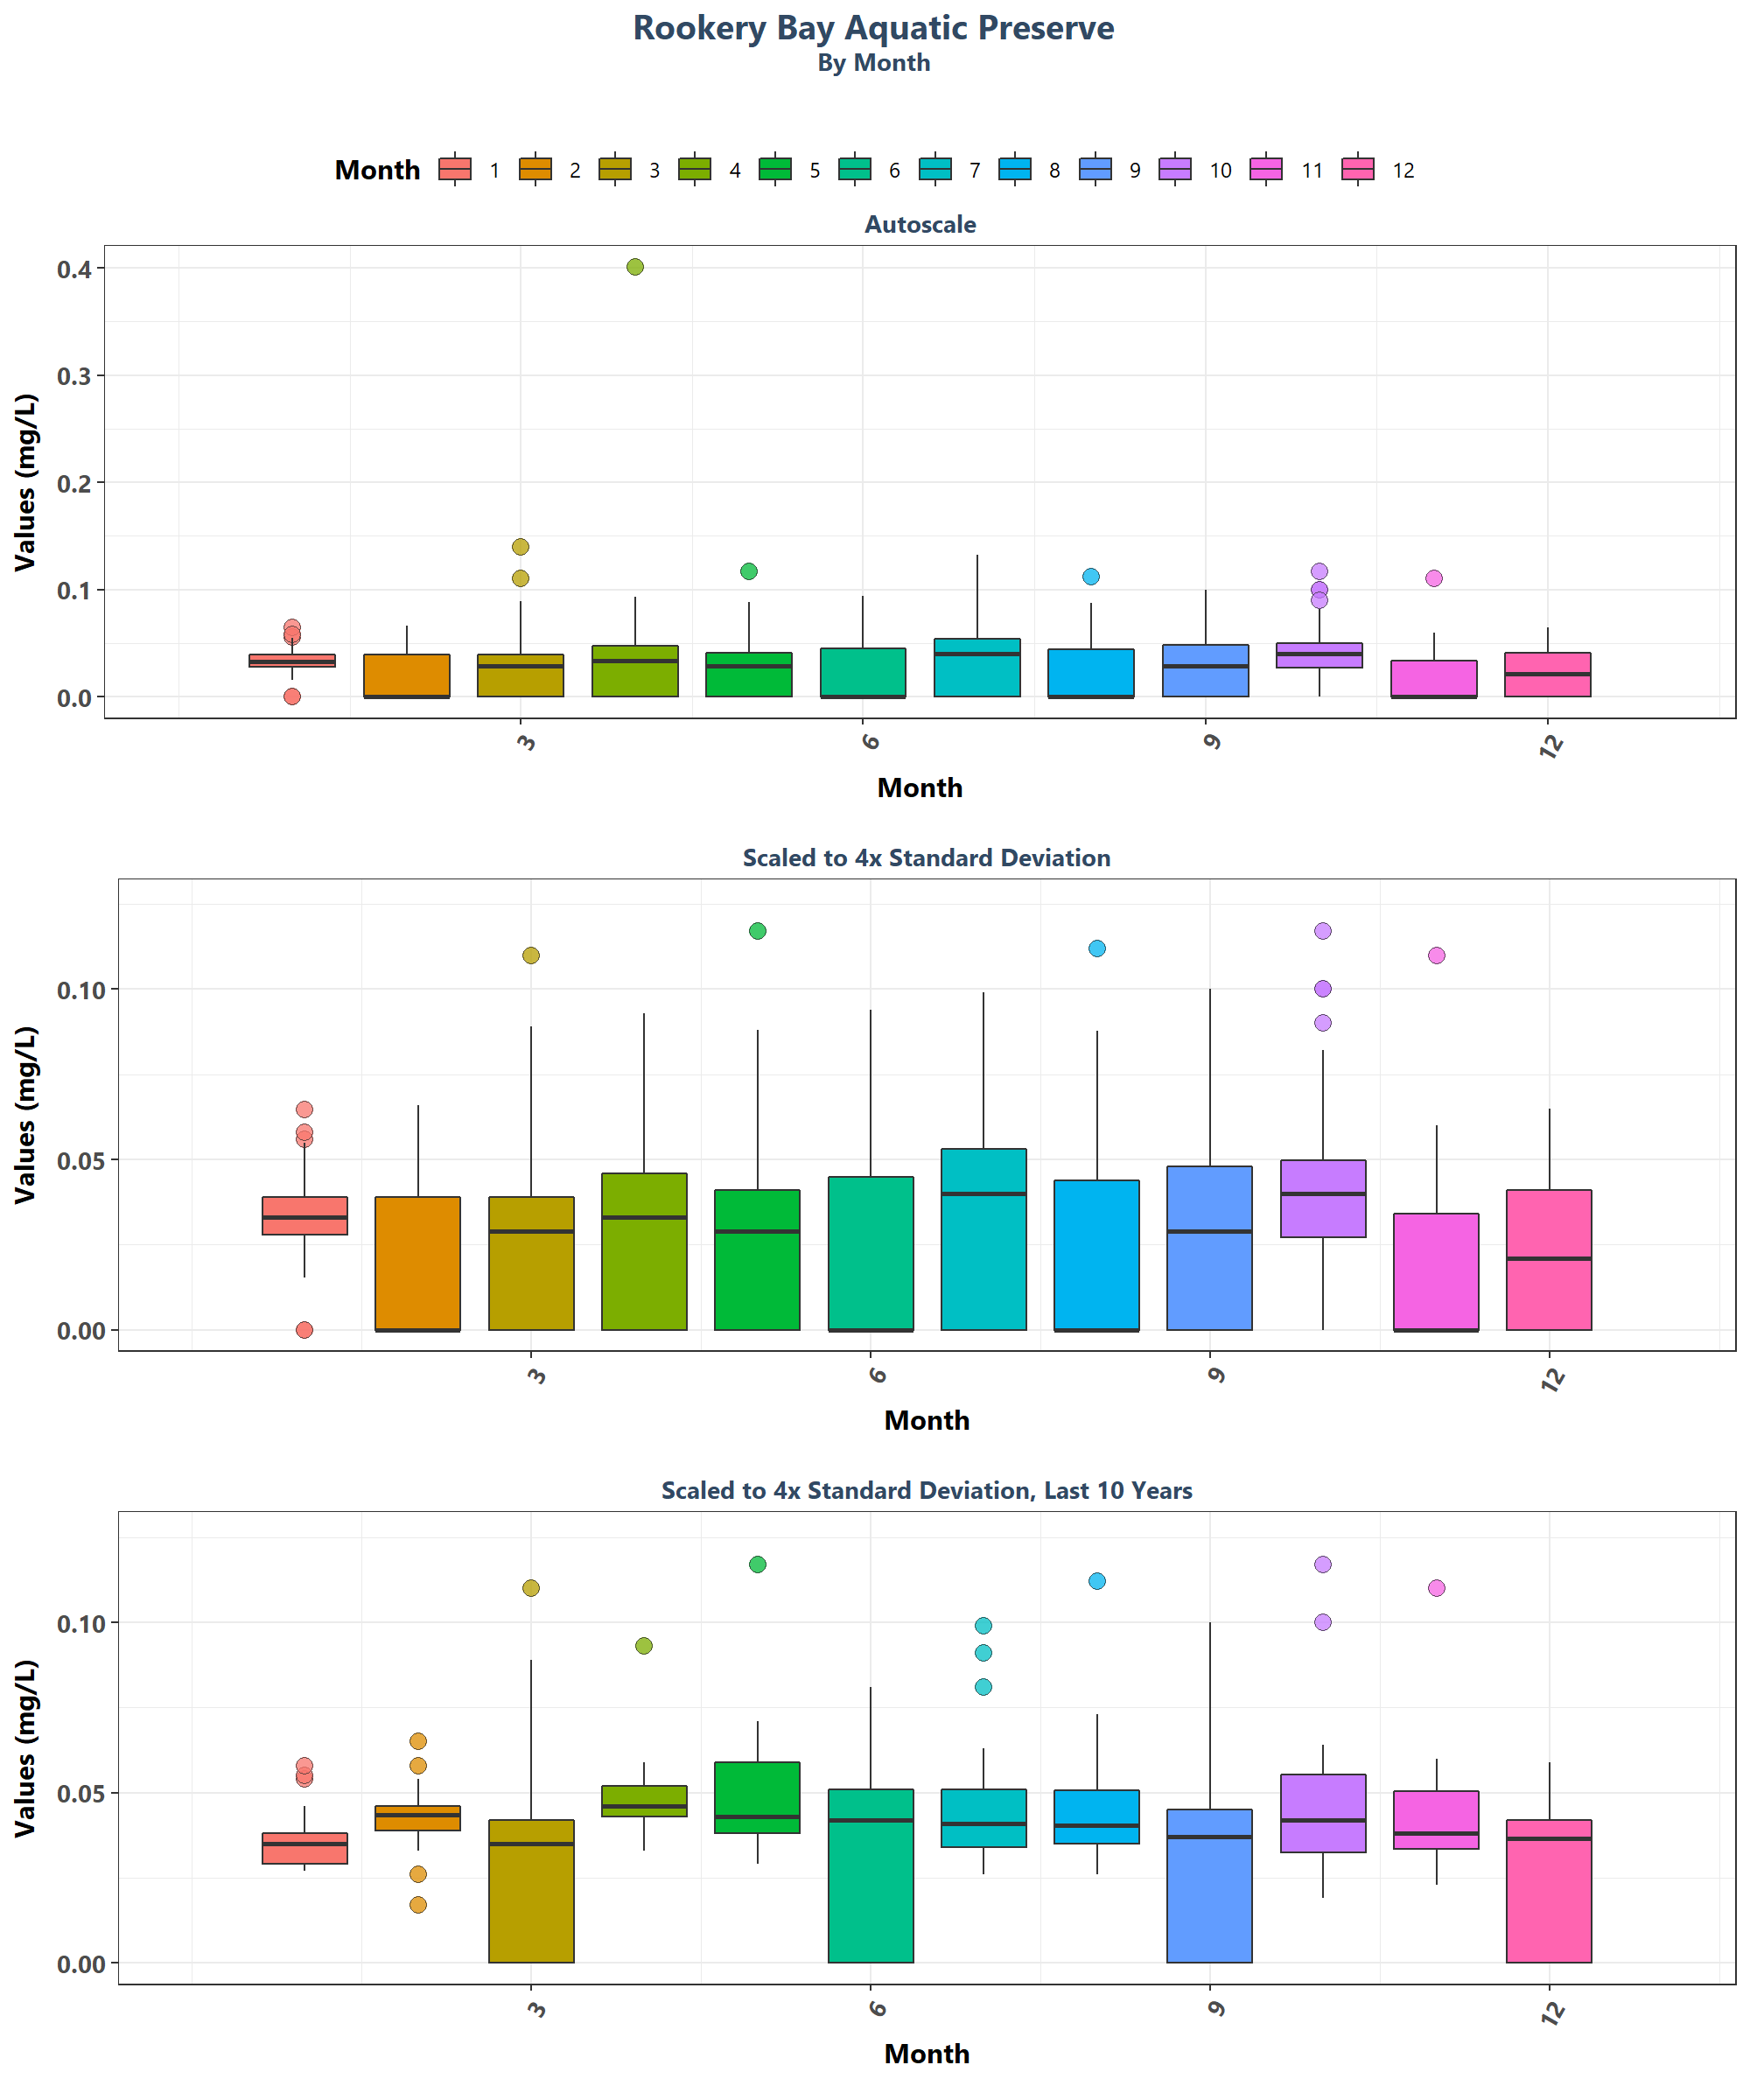 Rookery Bay Aquatic Preserve
By Month
Month 1 2 3 4 5 6 7 8 9 10 11 12
Autoscale
Values (mg/L)
0.4
0.3
0.2
0.1
0.0
3 6 9 12
Month
Scaled to 4x Standard Deviation
Values (mg/L)
0.10
0.05
0.00
3 6 9 12
Month
Scaled to 4x Standard Deviation, Last 10 Years
Values (mg/L)
0.10
0.05
0.00
3 6 9 12
Month